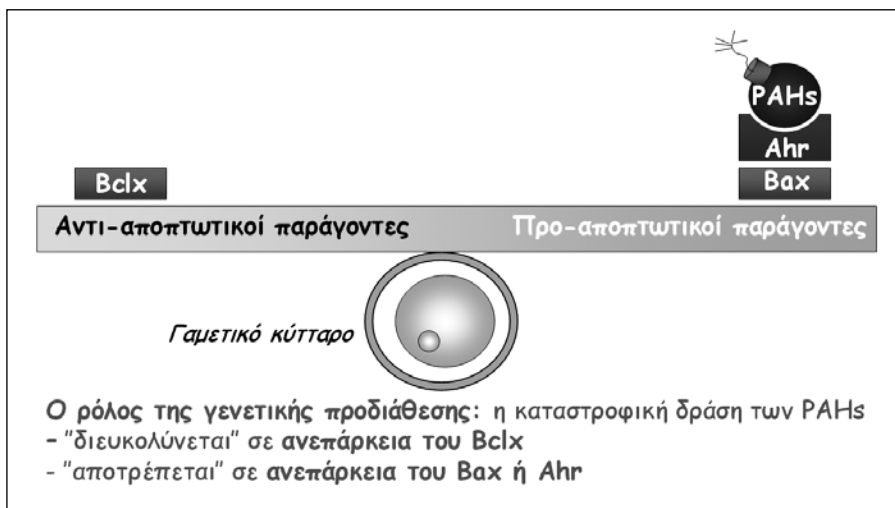 PAHs
Ahr
Bclx
Bax
Αντι-αποπτωτικοί παράγοντες
Προ-αποπτωτικοί παράγοντες
Γαμετικό κύτταρο
Ο ρόλος της γενετικής προδιάθεσης: η καταστροφική δράση των PAHs
– "διευκολύνεται" σε ανεπάρκεια του Bclx
- "αποτρέπεται" σε ανεπάρκεια του Bax ή Ahr